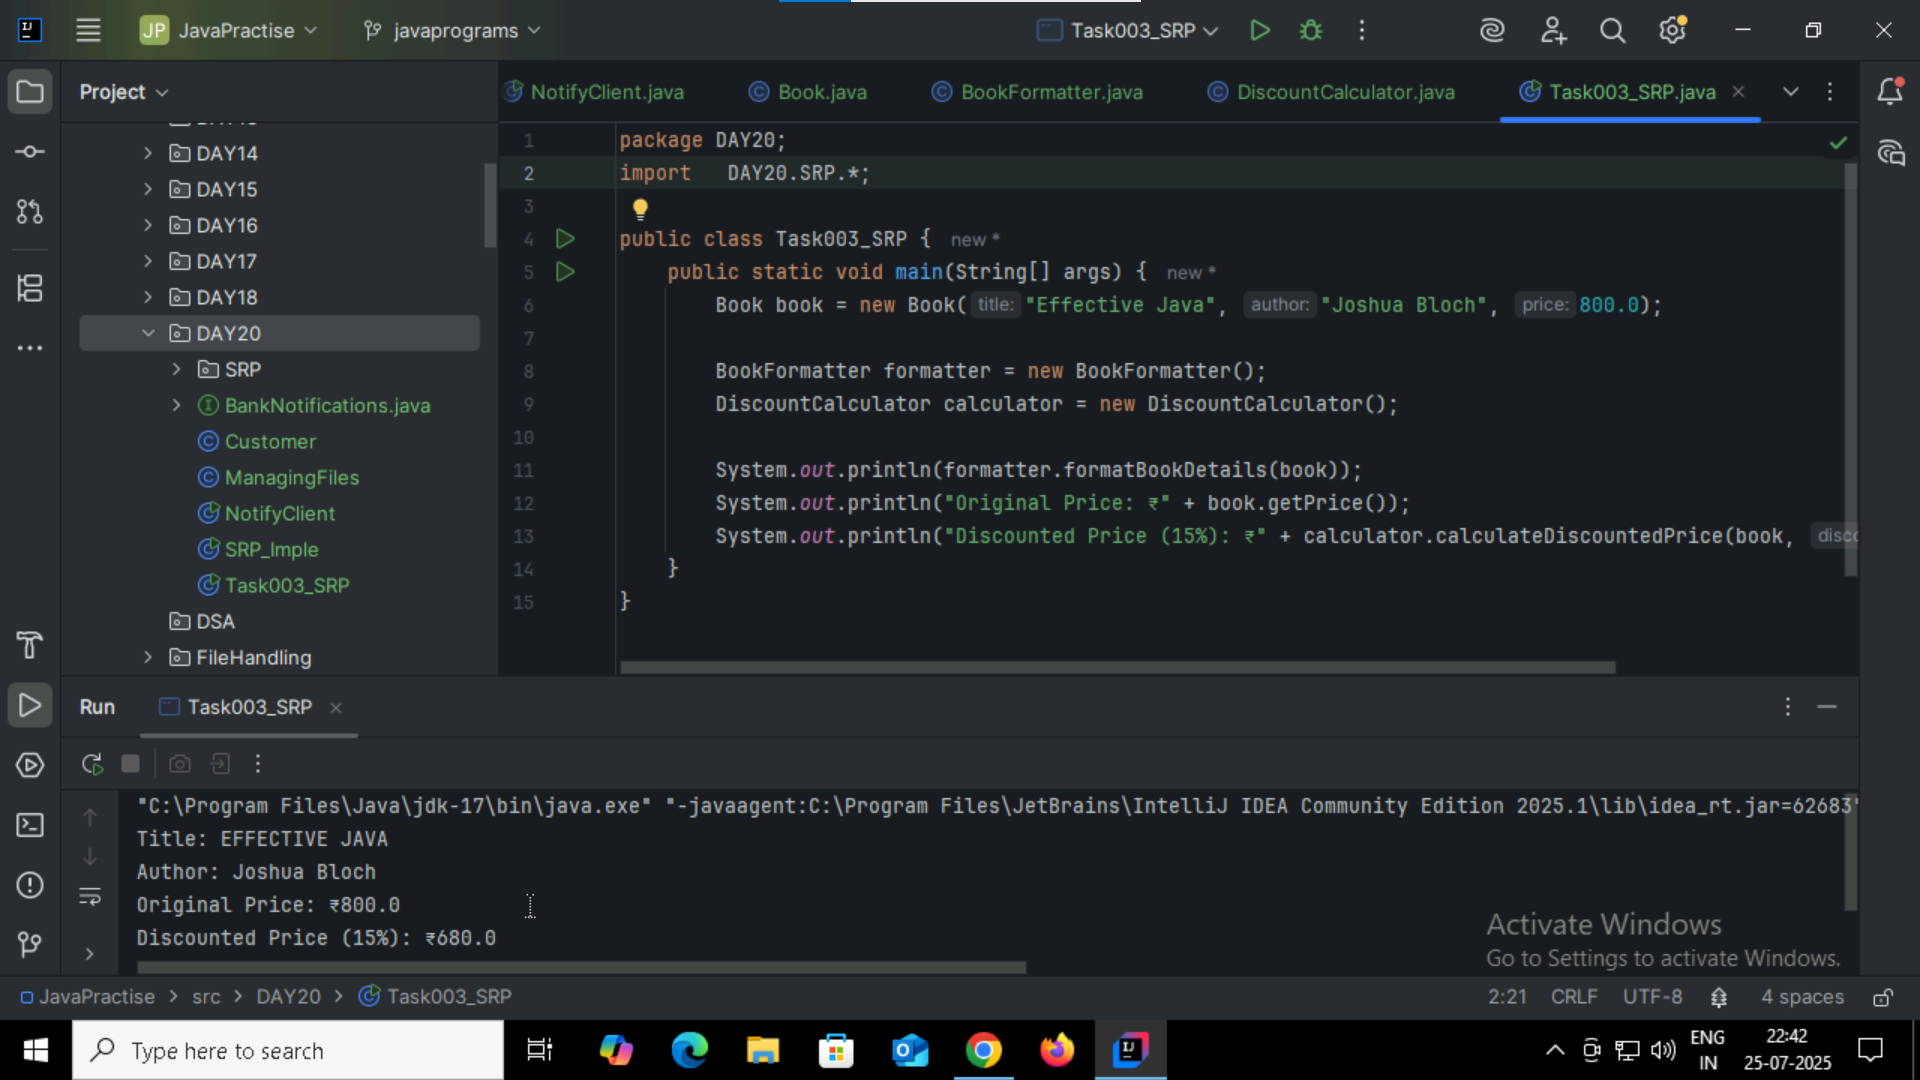 JP JavaPractise javaprograms Task003_SRP
Project
NotifyClient.java Book.java BookFormatter.java DiscountCalculator.java Task003_SRP.java
DAY14
DAY15
DAY16
DAY17
DAY18
DAY20
SRP
BankNotifications.java
Customer
ManagingFiles
NotifyClient
SRP_Imple
Task003_SRP
DSA
FileHandling
1 package DAY20;
2 import DAY20.SRP.*;
3
4 public class Task003_SRP { new *
5 public static void main(String[] args) { new *
6 Book book = new Book( title: "Effective Java", author: "Joshua Bloch", price: 800.0);
7
8 BookFormatter formatter = new BookFormatter();
9 DiscountCalculator calculator = new DiscountCalculator();
10
11 System.out.println(formatter.formatBookDetails(book));
12 System.out.println("Original Price: ₹" + book.getPrice());
13 System.out.println("Discounted Price (15%): ₹" + calculator.calculateDiscountedPrice(book,
14 }
15 }
Run Task003_SRP
"C:\Program Files\Java\jdk-17\bin\java.exe" "-javaagent:C:\Program Files\JetBrains\IntelliJ IDEA Community Edition 2025.1\lib\idea_rt.jar=62683"
Title: EFFECTIVE JAVA
Author: Joshua Bloch
Original Price: ₹800.0
Discounted Price (15%): ₹680.0
Activate Windows
Go to Settings to activate Windows.
JavaPractise > src > DAY20 > Task003_SRP
2:21 CRLF UTF-8 4 spaces
Type here to search
ENG
IN
22:42
25-07-2025